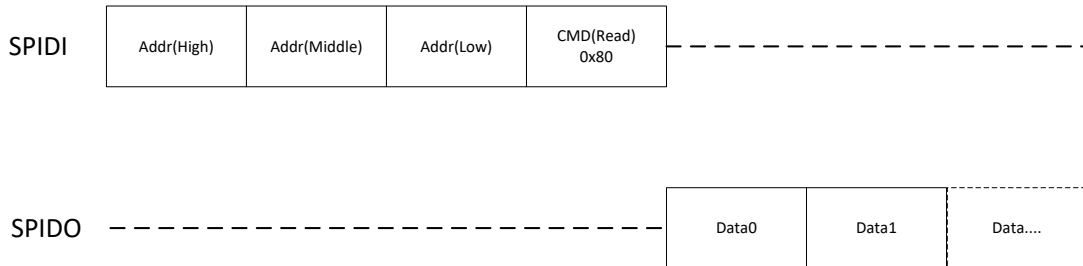 SPIDI
Addr(High)
Addr(Middle)
Addr(Low)
CMD(Read)
0x80
SPIDO
Data0
Data1
Data....